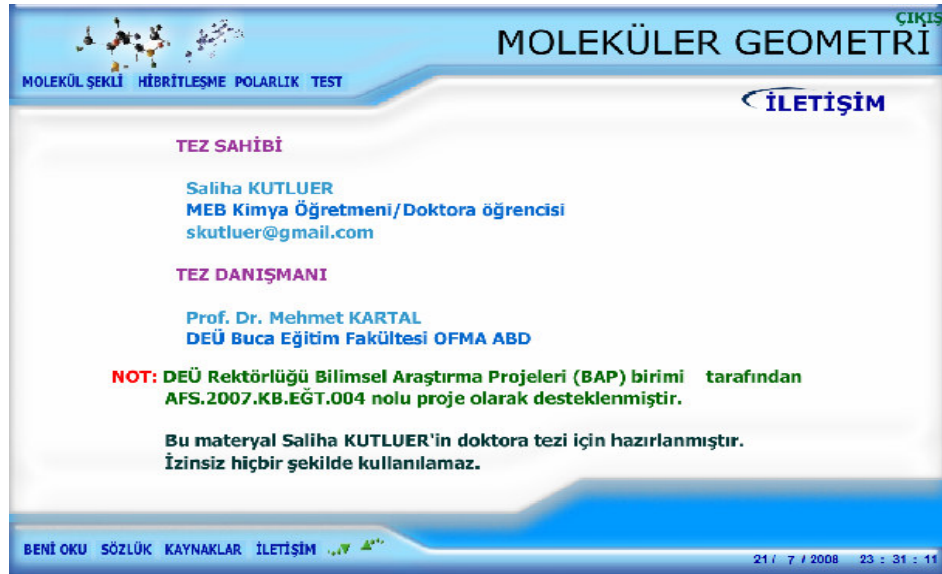 ÇIKIŞ
MOLEKÜLER GEOMETRİ
MOLEKÜL ŞEKLİ HİBRİTLEŞME POLARLIK TEST
İLETİŞİM
TEZ SAHİBİ
Saliha KUTLUER
MEB Kimya Öğretmeni/Doktora öğrencisi
skutluer@gmail.com
TEZ DANIŞMANI
Prof. Dr. Mehmet KARTAL
DEÜ Buca Eğitim Fakültesi OFMA ABD
NOT: DEÜ Rektörlüğü Bilimsel Araştırma Projeleri (BAP) birimi tarafından
AFS.2007.KB.EĞT.004 nolu proje olarak desteklenmiştir.
Bu materyal Saliha KUTLUER'in doktora tezi için hazırlanmıştır.
İzinsiz hiçbir şekilde kullanılamaz.
BENİ OKU SÖZLÜK KAYNAKLAR İLETİŞİM
21 / 7 / 2008 23 : 31 : 11